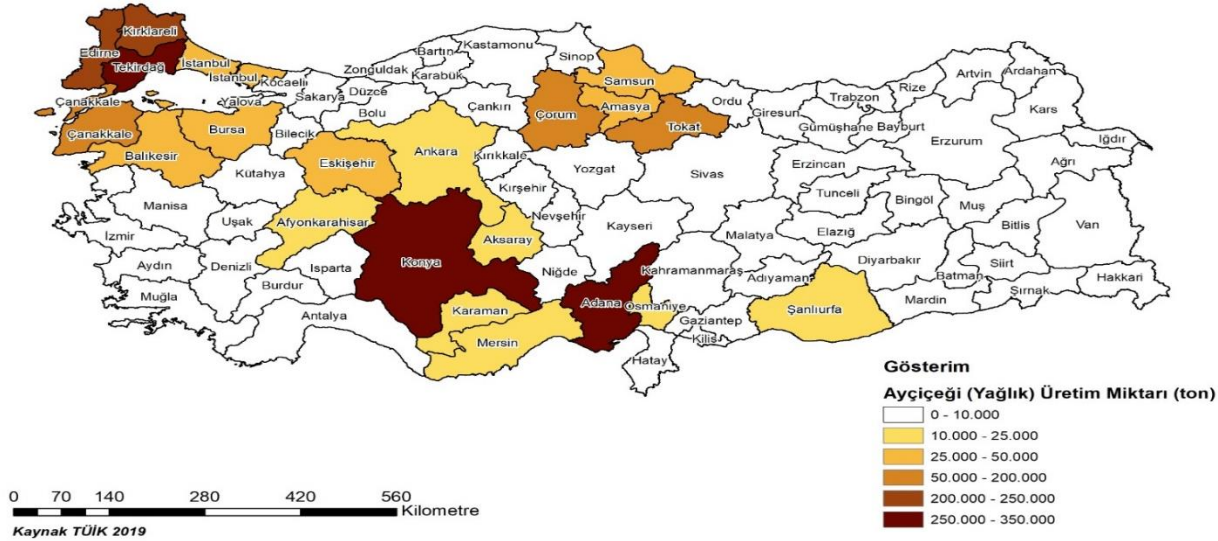 Kırklareli
Edirne
Tekirdağ
İstanbul
İstanbul
Kocaeli
Yalova
Sakarya
Düzce
Zonguldak
Bartın
Karabük
Kastamonu
Sinop
Samsun
Ordu
Giresun
Trabzon
Rize
Artvin
Ardahan
Kars
Çanakkale
Çanakkale
Balıkesir
Bursa
Bilecik
Bolu
Çankırı
Çorum
Amasya
Tokat
Gümüşhane
Bayburt
Erzurum
Iğdır
Ağrı
Kütahya
Eskişehir
Ankara
Kırıkkale
Yozgat
Sivas
Erzincan
Tunceli
Bingöl
Muş
Bitlis
Van
Manisa
Uşak
Afyonkarahisar
Kırşehir
Nevşehir
Kayseri
Malatya
Elazığ
Diyarbakır
Batman
Siirt
Şırnak
Hakkari
İzmir
Aydın
Denizli
Isparta
Burdur
Konya
Aksaray
Niğde
Kahramanmaraş
Adıyaman
Şanlıurfa
Mardin
Muğla
Antalya
Karaman
Mersin
Adana
Osmaniye
Gaziantep
Kilis
Hatay
Gösterim
Ayçiçeği (Yağlık) Üretim Miktarı (ton)
0 - 10.000
10.000 - 25.000
25.000 - 50.000
50.000 - 200.000
200.000 - 250.000
250.000 - 350.000
0 70 140 280 420 560
Kilometre
Kaynak TÜİK 2019